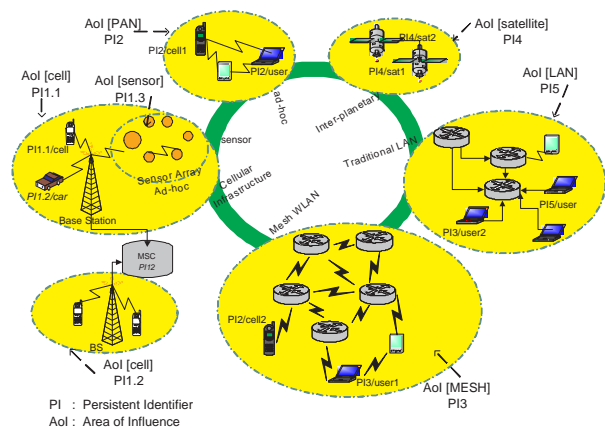 AoI [PAN]
PI2
PI2/cell1
PI2/user
AoI [satellite]
PI4
PI4/sat2
PI4/sat1
AoI [cell]
PI1.1
AoI [sensor]
PI1.3
AoI [LAN]
PI5
ad-hoc
Inter-planetary
sensor
Traditional LAN
Cellular
Infrastructure
Mesh WLAN
PI1.1/cell
PI1.2/car
Sensor Array
Ad-hoc
Base Station
PI5/user
PI3/user2
MSC
PI12
BS
AoI [cell]
PI1.2
PI2/cell2
PI3/user1
AoI [MESH]
PI3
PI : Persistent Identifier
AoI : Area of Influence